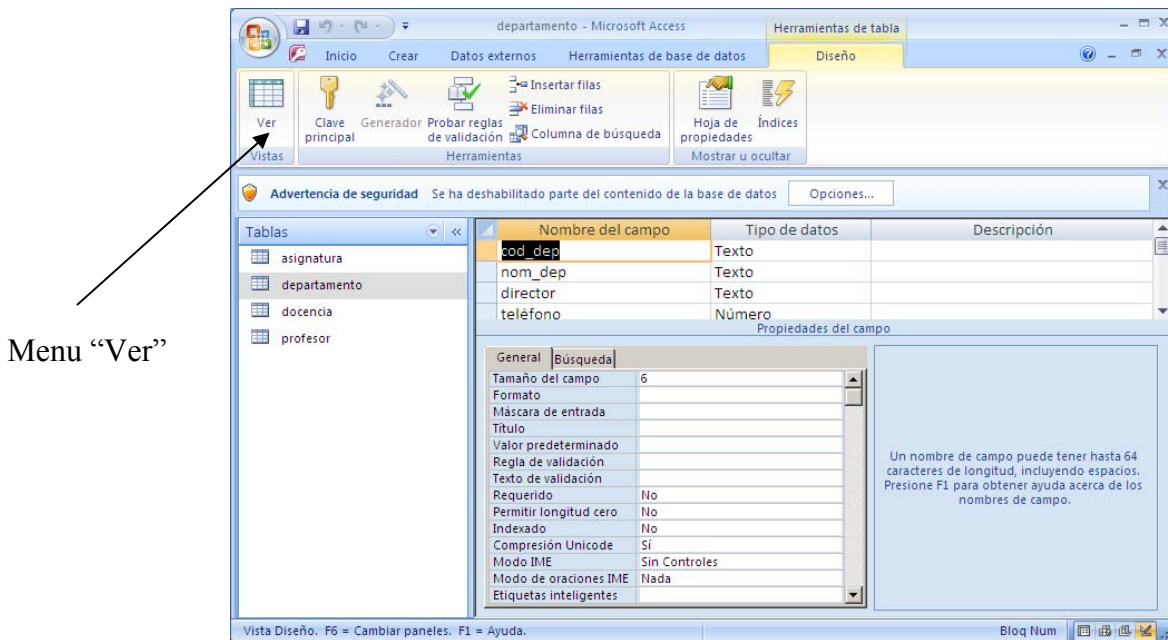 departamento - Microsoft Access
Herramientas de tabla
Inicio Crear Datos externos Herramientas de base de datos Diseño
Ver
Clave principal
Generador
Probar reglas de validación
Insertar filas
Eliminar filas
Columna de búsqueda
Hoja de propiedades
Índices
Vistas
Herramientas
Mostrar u ocultar
Advertencia de seguridad Se ha deshabilitado parte del contenido de la base de datos Opciones...
Tablas
asignatura
departamento
docencia
profesor
Menu “Ver”
Nombre del campo Tipo de datos Descripción
cod_dep Texto
nom_dep Texto
director Texto
teléfono Número
Propiedades del campo
General Búsqueda
Tamaño del campo 6
Formato
Máscara de entrada
Título
Valor predeterminado
Regla de validación
Texto de validación
Requerido No
Permitir longitud cero No
Indexado No
Compresión Unicode Sí
Modo IME Sin Controles
Modo de oraciones IME Nada
Etiquetas inteligentes
Un nombre de campo puede tener hasta 64
caracteres de longitud, incluyendo espacios.
Presione F1 para obtener ayuda acerca de los
nombres de campo.
Vista Diseño. F6 = Cambiar paneles. F1 = Ayuda. Bloq Num